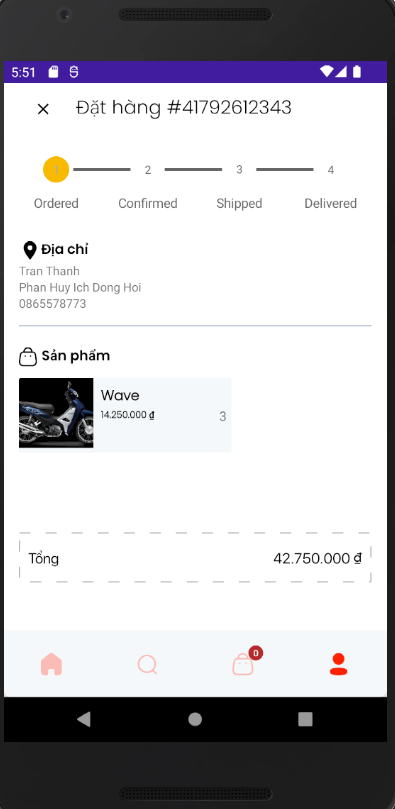 5:51
Đặt hàng #41792612343
1 2 3 4
Ordered Confirmed Shipped Delivered
Địa chỉ
Tran Thanh
Phan Huy Ich Dong Hoi
0865578773
Sản phẩm
Wave
14.250.000 ₫
3
Tổng 42.750.000 ₫
0